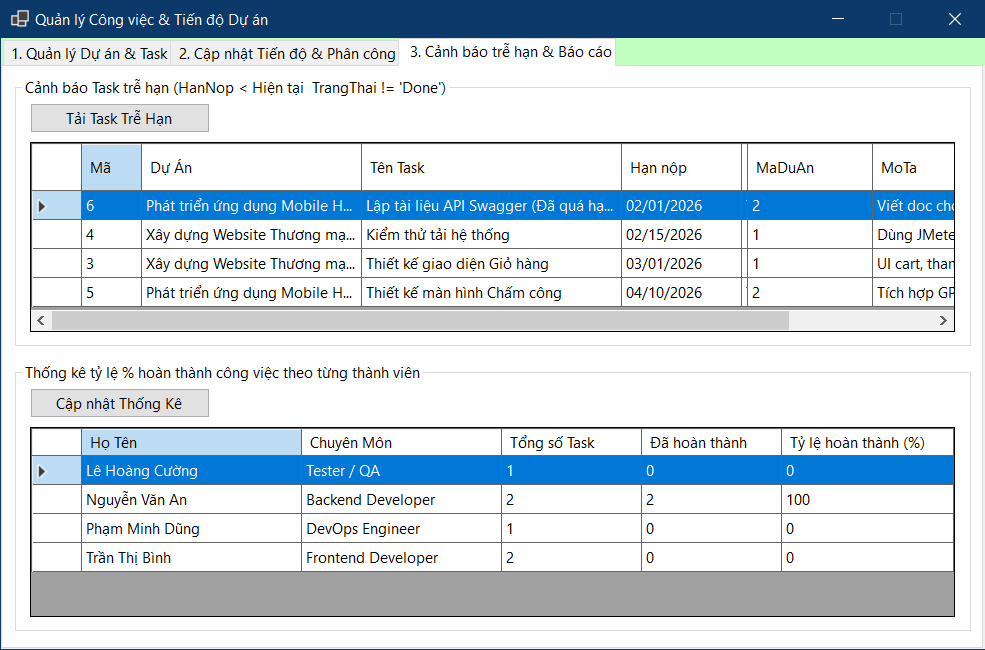 Quản lý Công việc & Tiến độ Dự án
1. Quản lý Dự án & Task 2. Cập nhật Tiến độ & Phân công 3. Cảnh báo trễ hạn & Báo cáo
Cảnh báo Task trễ hạn (HanNop < Hiện tại TrangThai != 'Done')
Tải Task Trễ Hạn
Mã Dự Án Tên Task Hạn nộp MaDuAn MoTa
6 Phát triển ứng dụng Mobile H... Lập tài liệu API Swagger (Đã quá hạ... 02/01/2026 2 Viết doc
4 Xây dựng Website Thương mạ... Kiểm thử tải hệ thống 02/15/2026 1 Dùng JMete
3 Xây dựng Website Thương mạ... Thiết kế giao diện Giỏ hàng 03/01/2026 1 UI cart, than
5 Phát triển ứng dụng Mobile H... Thiết kế màn hình Chấm công 04/10/2026 2 Tích hợp
Thống kê tỷ lệ % hoàn thành công việc theo từng thành viên
Cập nhật Thống Kê
Họ Tên Chuyên Môn Tổng số Task Đã hoàn thành Tỷ lệ hoàn thành (%)
Lê Hoàng Cường Tester / QA 1 0 0
Nguyễn Văn An Backend Developer 2 2 100
Phạm Minh Dũng DevOps Engineer 1 0 0
Trần Thị Bình Frontend Developer 2 0 0